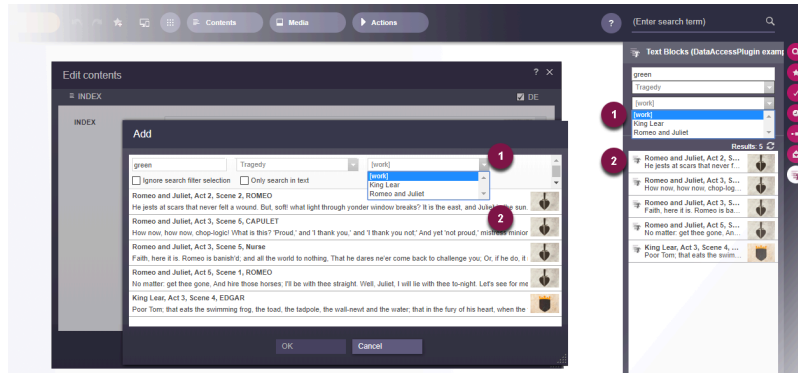 Contents
Media
Actions
?
(Enter search term)
Edit contents
? ×
INDEX
DE
INDEX
Add
green
Tragedy
[work]
[work]
King Lear
Romeo and Juliet
Ignore search filter selection
Only search in text
1
2
Romeo and Juliet, Act 2, Scene 2, ROMEO
He jests at scars that never felt a wound. But, soft! what light through yonder window breaks? It is the east, and Juliet is the sun.
Romeo and Juliet, Act 3, Scene 5, CAPULET
How now, how now, chop-logic! What is this? 'Proud,' and 'I thank you,' and 'I thank you not;' And yet 'not proud,' mistress minion
Romeo and Juliet, Act 3, Scene 5, Nurse
Faith, here it is. Romeo is banish'd; and all the world to nothing, That he dares ne'er come back to challenge you; Or, if he do, it
Romeo and Juliet, Act 5, Scene 1, ROMEO
No matter: get thee gone, And hire those horses; I'll be with thee straight. Well, Juliet, I will lie with thee to-night. Let's see for me
King Lear, Act 3, Scene 4, EDGAR
Poor Tom; that eats the swimming frog, the toad, the tadpole, the wall-newt and the water; that in the fury of his heart, when the
OK
Cancel
Text Blocks (DataAccessPlugin examp
green
Tragedy
[work]
[work]
King Lear
Romeo and Juliet
1
Results: 5
2
Romeo and Juliet, Act 2, S...
He jests at scars that never f...
Romeo and Juliet, Act 3, S...
How now, how now, chop-log...
Romeo and Juliet, Act 3, S...
Faith, here it is. Romeo is ba...
Romeo and Juliet, Act 5, S...
No matter: get thee gone, An...
King Lear, Act 3, Scene 4, ...
Poor Tom; that eats the swim...